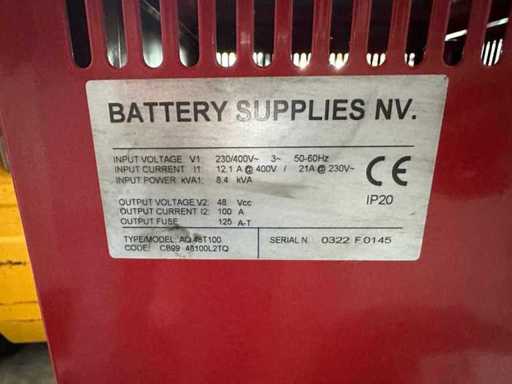 BATTERY SUPPLIES NV.
INPUT VOLTAGE V1: 230/400V~ 3~ 50-60Hz
INPUT CURRENT I1: 12.1 A @ 400V / 21A @ 230V~
INPUT POWER kVA1: 8.4 kVA
CE
IP20
OUTPUT VOLTAGE V2: 48 Vcc
OUTPUT CURRENT I2: 100 A
OUTPUT FUSE 125 A-T
TYPE/MODEL: AQ 48T100 SERIAL N. 0322 F.0145
CODE: CB99 48100L2TQ